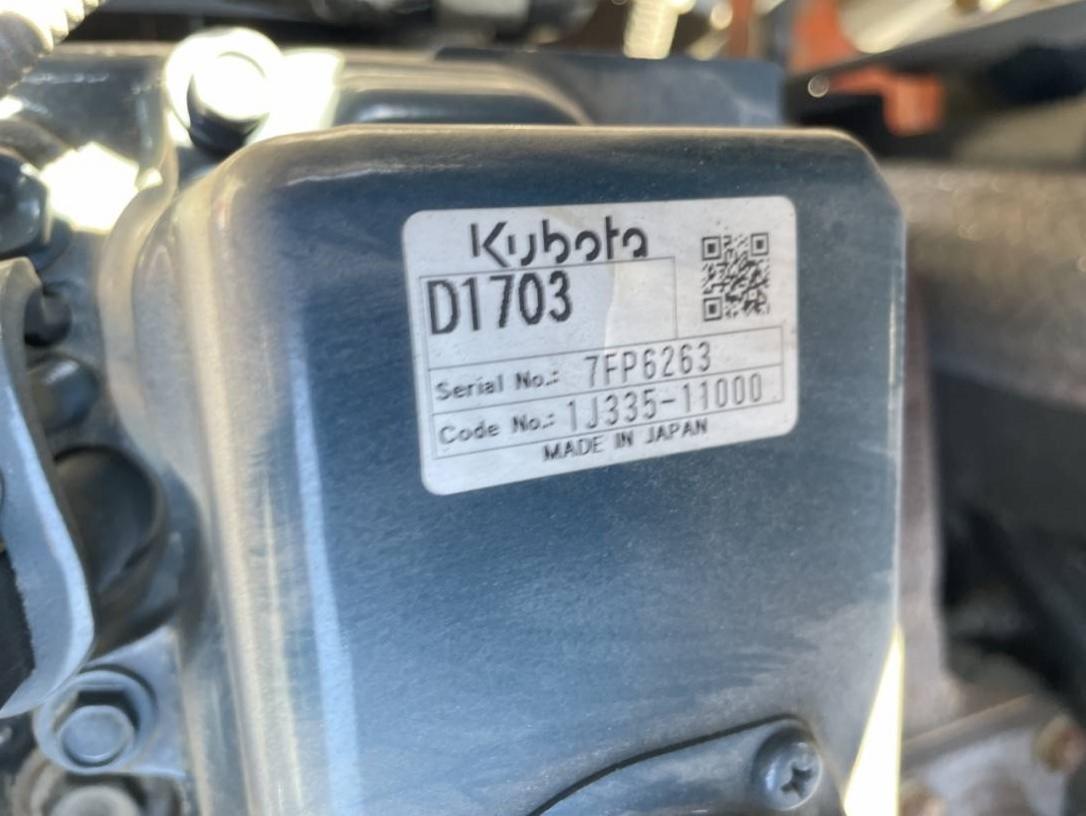 Kubota
D1703
Serial No.: 7FP6263
Code No.: 1J335-11000
MADE IN JAPAN